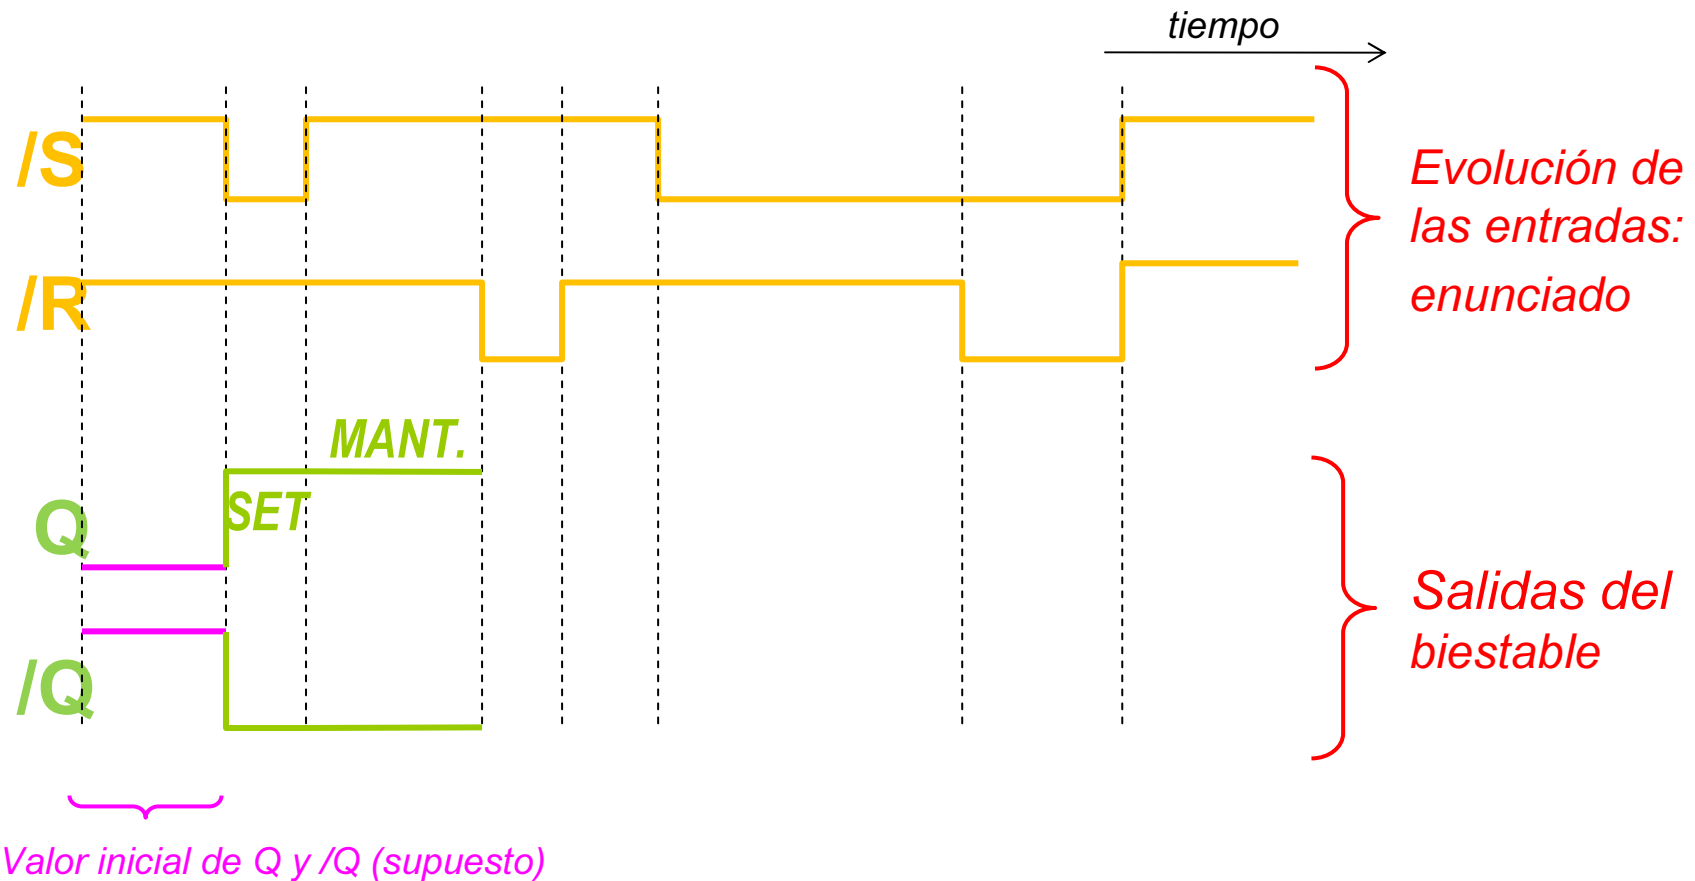 tiempo
/S
Evolución de
las entradas:
enunciado
/R
MANT.
SET
Q
Salidas del
biestable
/Q
Valor inicial de Q y /Q (supuesto)